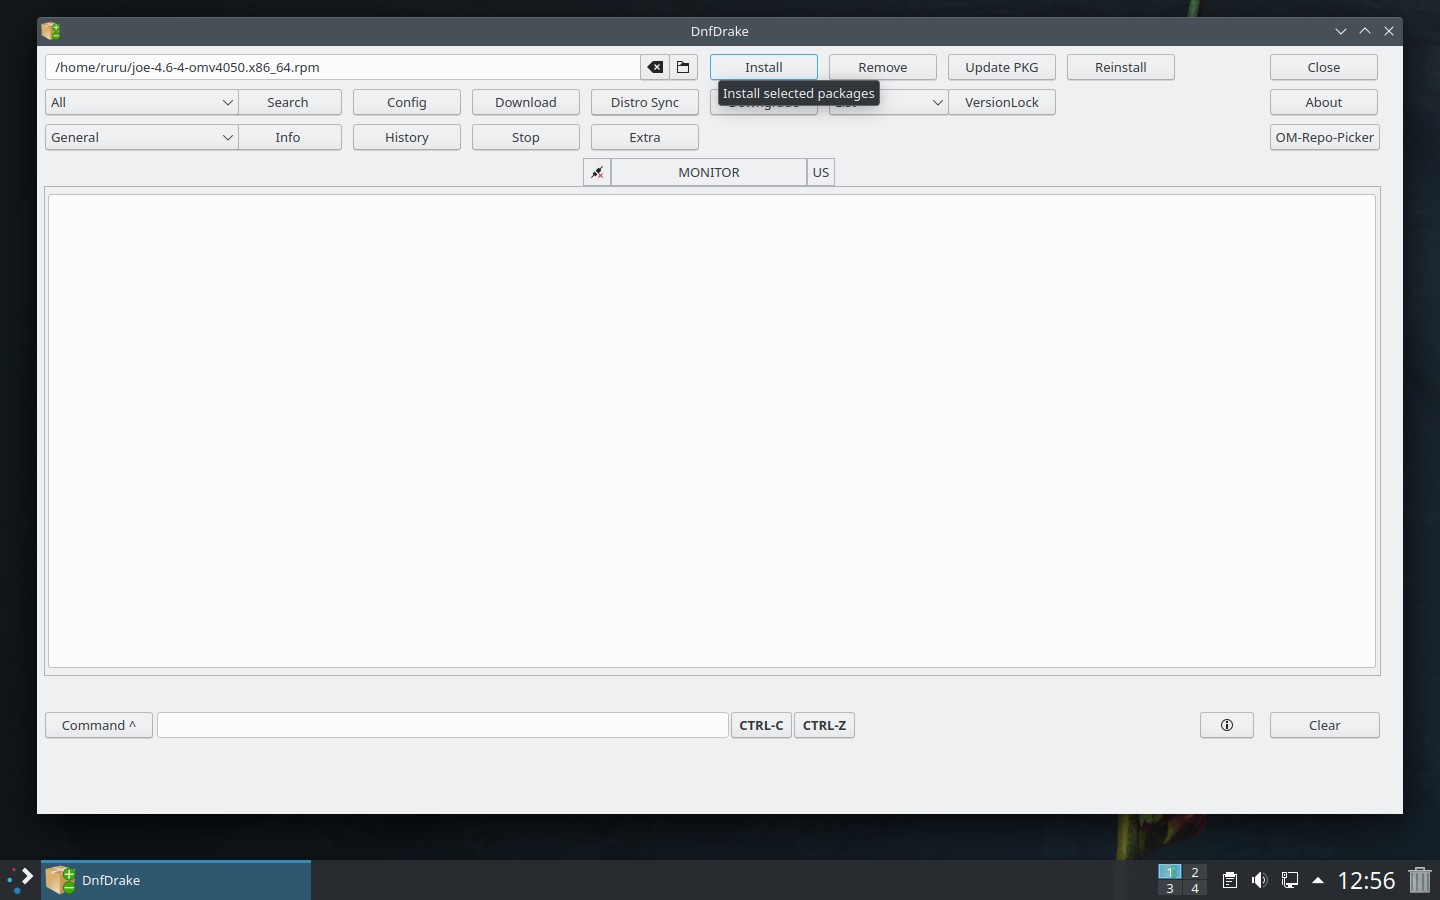 DnfDrake
/home/ruru/joe-4.6-4-omv4050.x86_64.rpm
Install
Remove
Update PKG
Reinstall
Close
All
Search
Config
Download
Distro Sync
Install selected packages
VersionLock
About
General
Info
History
Stop
Extra
OM-Repo-Picker
MONITOR
US
Command ^
CTRL-C
CTRL-Z
Clear
DnfDrake
1 2
3 4
12:56